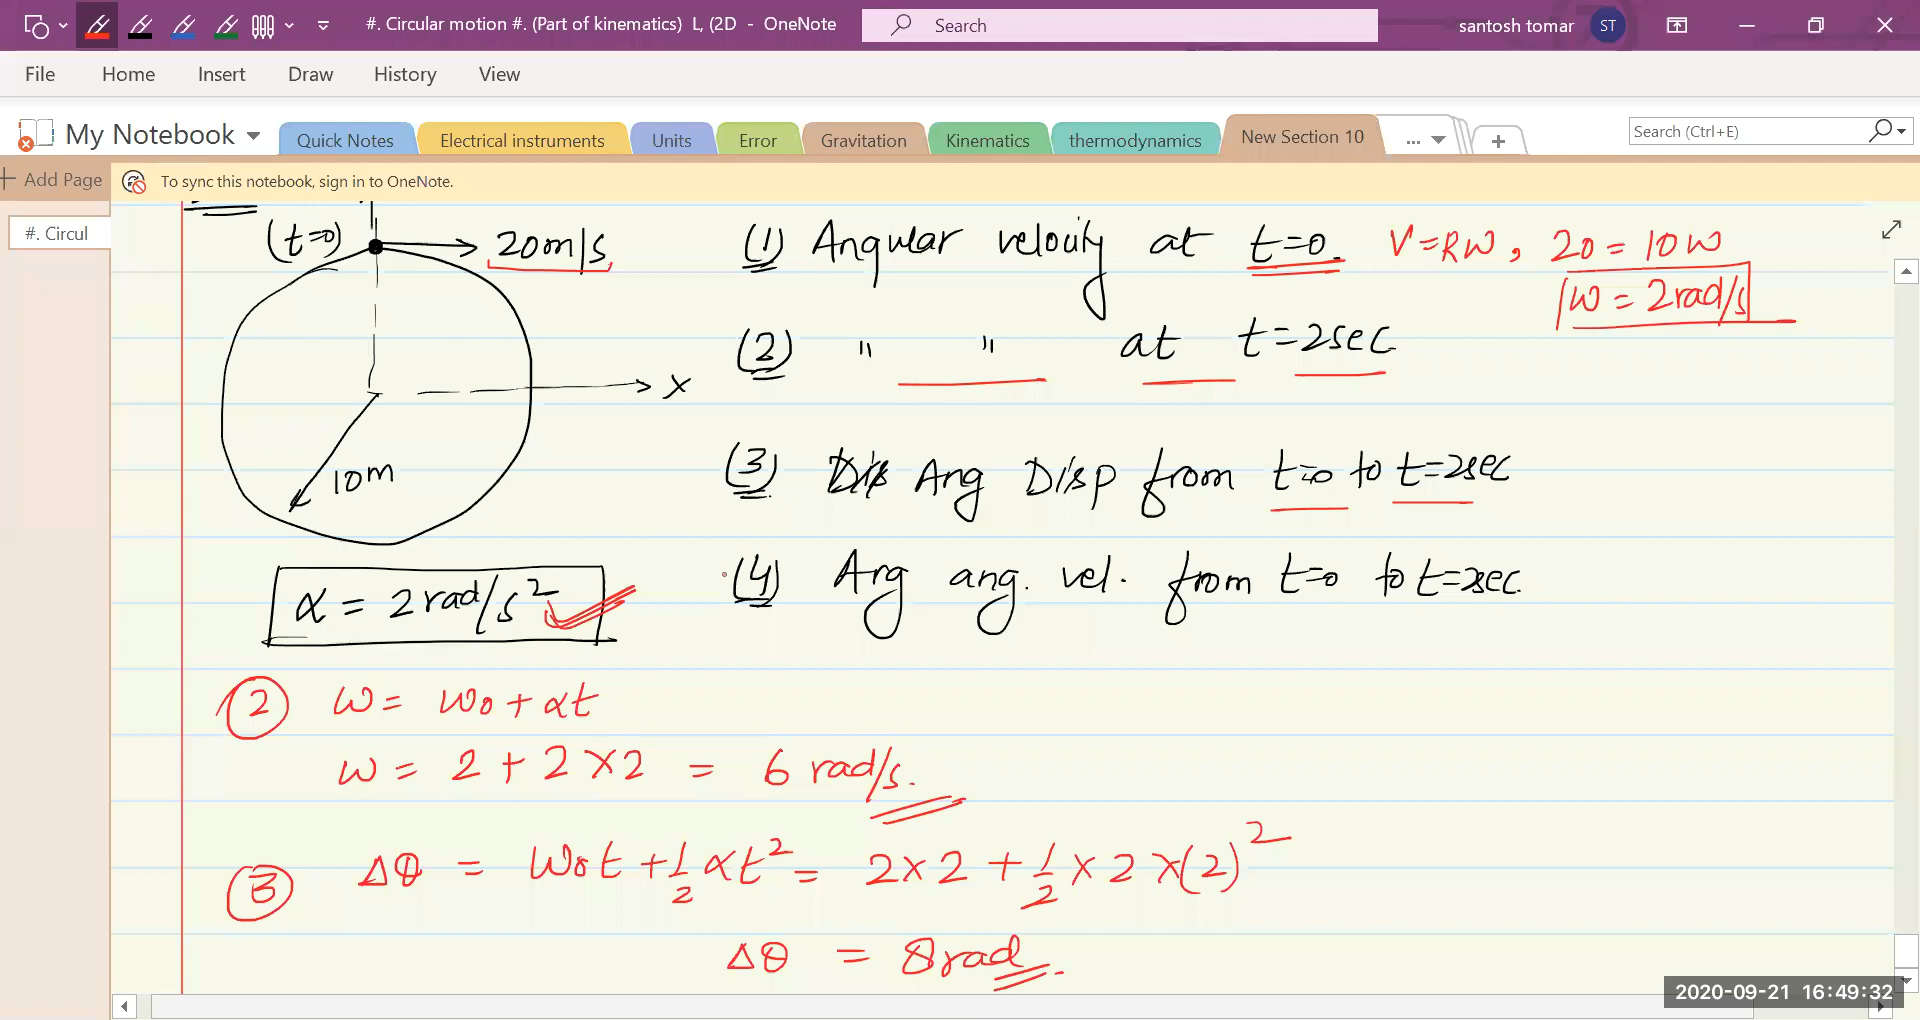 #. Circular motion #. (Part of kinematics) L, (2D - OneNote
Search
santosh tomar
ST
File Home Insert Draw History View
My Notebook
Quick Notes
Electrical instruments
Units
Error
Gravitation
Kinematics
thermodynamics
New Section 10
...
Search (Ctrl+E)
Add Page
To sync this notebook, sign in to OneNote.
#. Circul
(t=0)
20m/s
x
10m
α = 2rad/s²
(1) Angular velocity at t=0.
V=Rω, 20 = 10ω
ω = 2rad/s
(2) " " at t=2sec
(3) Ang Disp from t=0 to t=2sec
(4) Avg ang. vel. from t=0 to t=2sec.
2 ω = ω₀ + αt
ω = 2 + 2×2 = 6 rad/s.
3 Δθ = ω₀t + 1/2 αt² = 2×2 + 1/2 × 2 ×(2)²
Δθ = 8rad.
2020-09-21 16:49:32